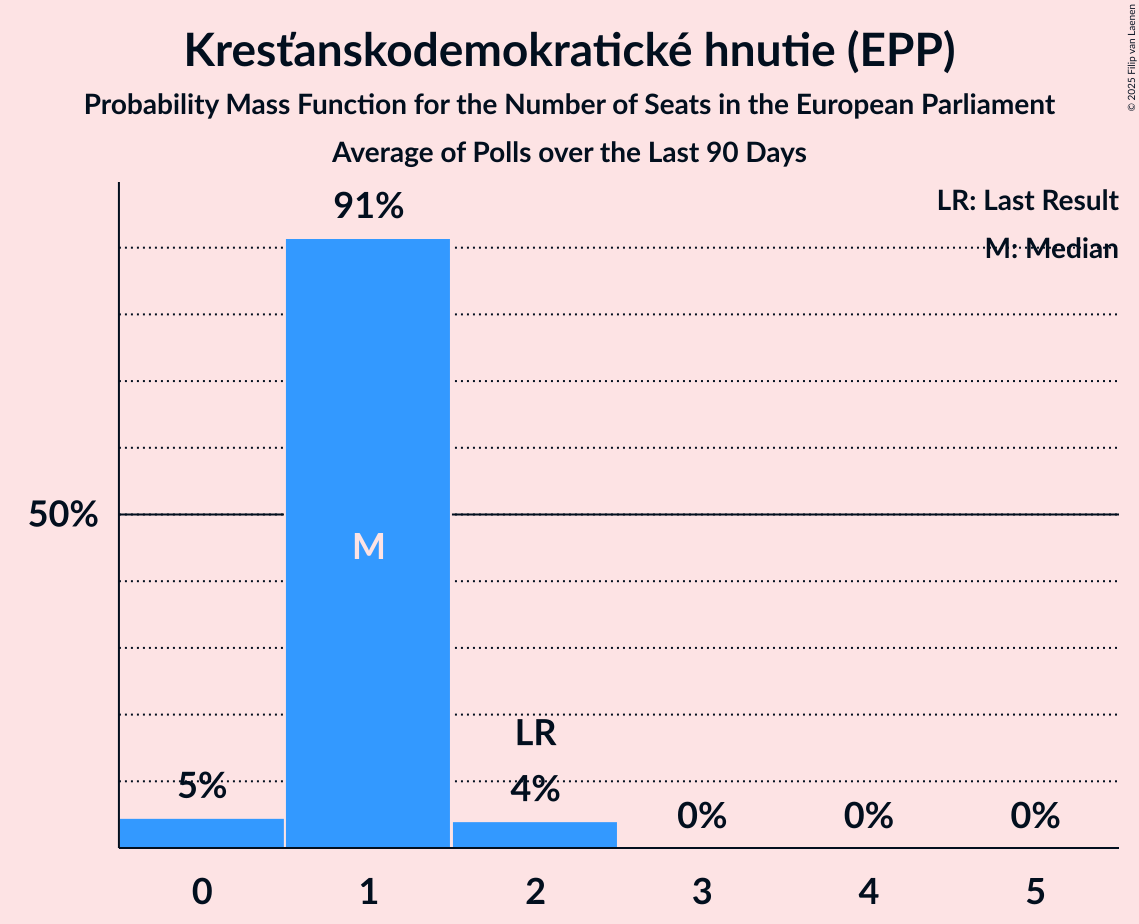 Kresťanskodemokratické hnutie (EPP)
Probability Mass Function for the Number of Seats in the European Parliament
Average of Polls over the Last 90 Days
© 2025 Filip van Laenen
LR: Last Result
M: Median
91%
50%
M
LR
5%
4%
0%
0%
0%
0
1
2
3
4
5